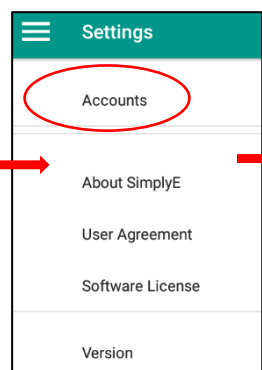 Settings
Accounts
About SimplyE
User Agreement
Software License
Version